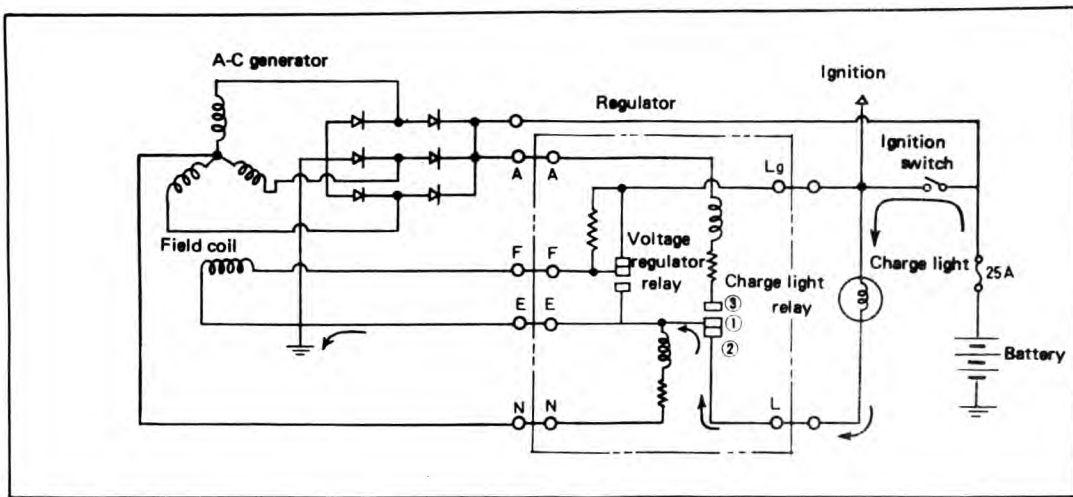 A-C generator
Ignition
Regulator
Ignition
switch
A
A
Lg
Field coil
F
F
Voltage
regulator
relay
Charge light
25A
E
E
Charge light
relay
③
①
②
Battery
N
N
L